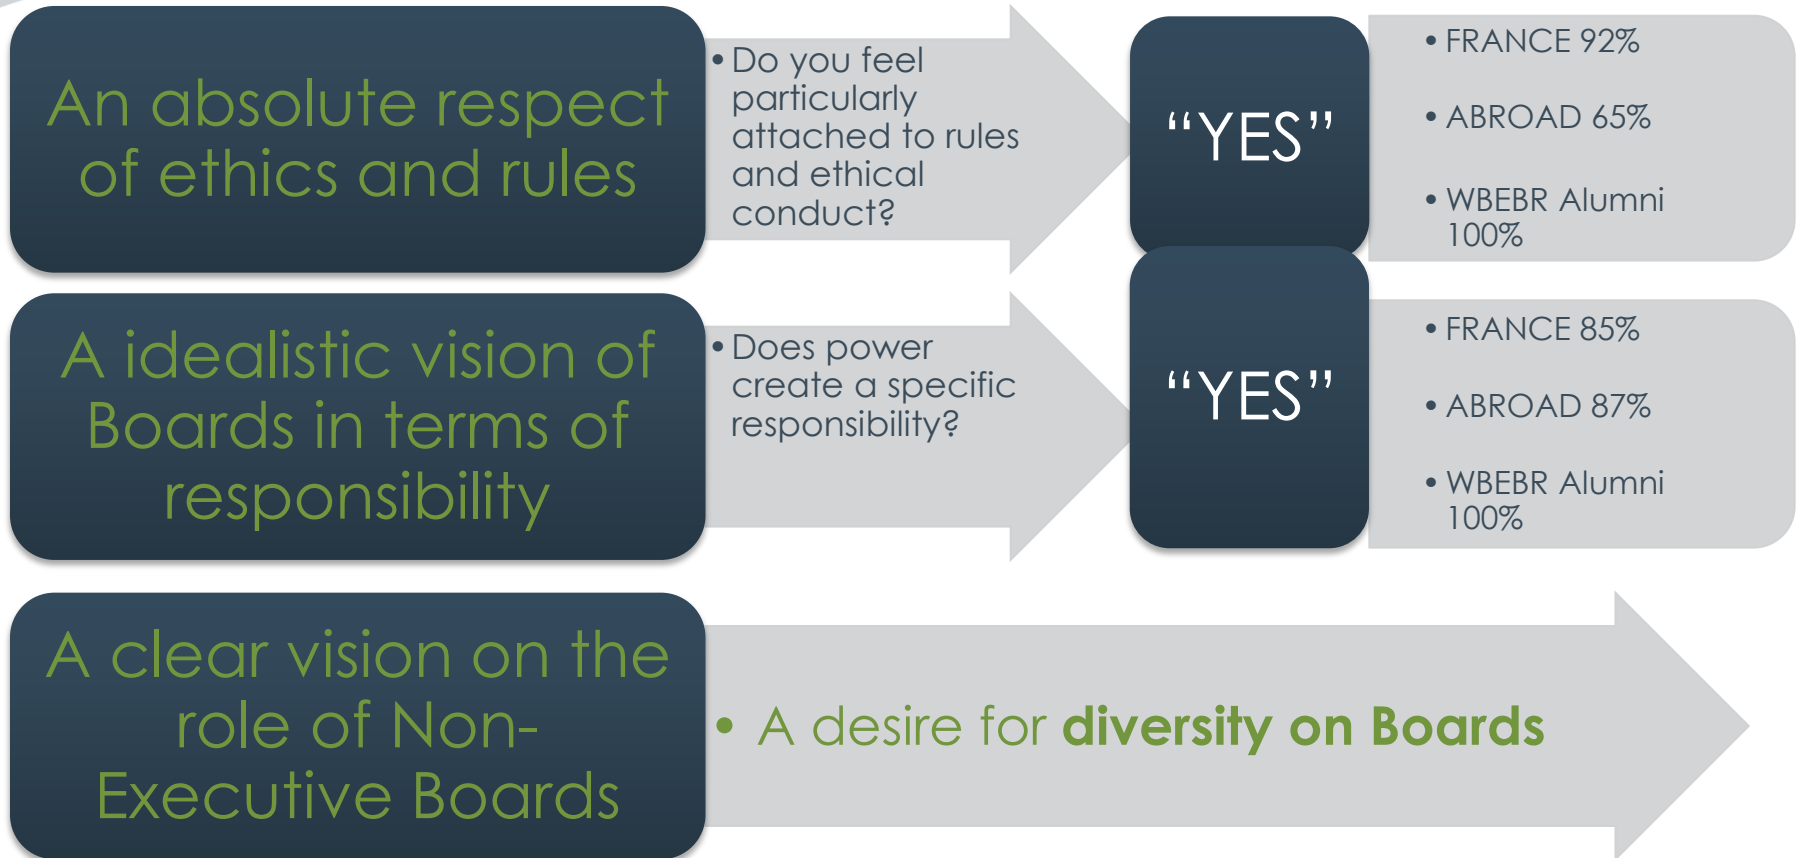 An absolute respect
of ethics and rules
• Do you feel
particularly
attached to rules
and ethical
conduct?
“YES”
• FRANCE 92%
• ABROAD 65%
• WBEBR Alumni
100%
A idealistic vision of
Boards in terms of
responsibility
• Does power
create a specific
responsibility?
“YES”
• FRANCE 85%
• ABROAD 87%
• WBEBR Alumni
100%
A clear vision on the
role of Non-
Executive Boards
• A desire for diversity on Boards